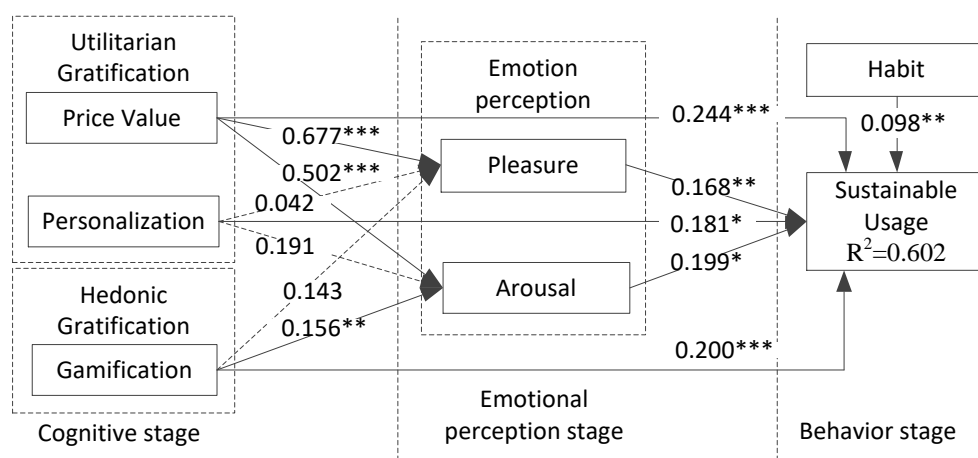 Utilitarian
Gratification
Price Value
Personalization
Hedonic
Gratification
Gamification
Cognitive stage
0.677***
0.502***
0.042
0.191
0.143
0.156**
Emotion
perception
Pleasure
Arousal
Emotional
perception stage
0.244***
0.168**
0.181*
0.199*
0.200***
Habit
0.098**
Sustainable
Usage
R²=0.602
Behavior stage